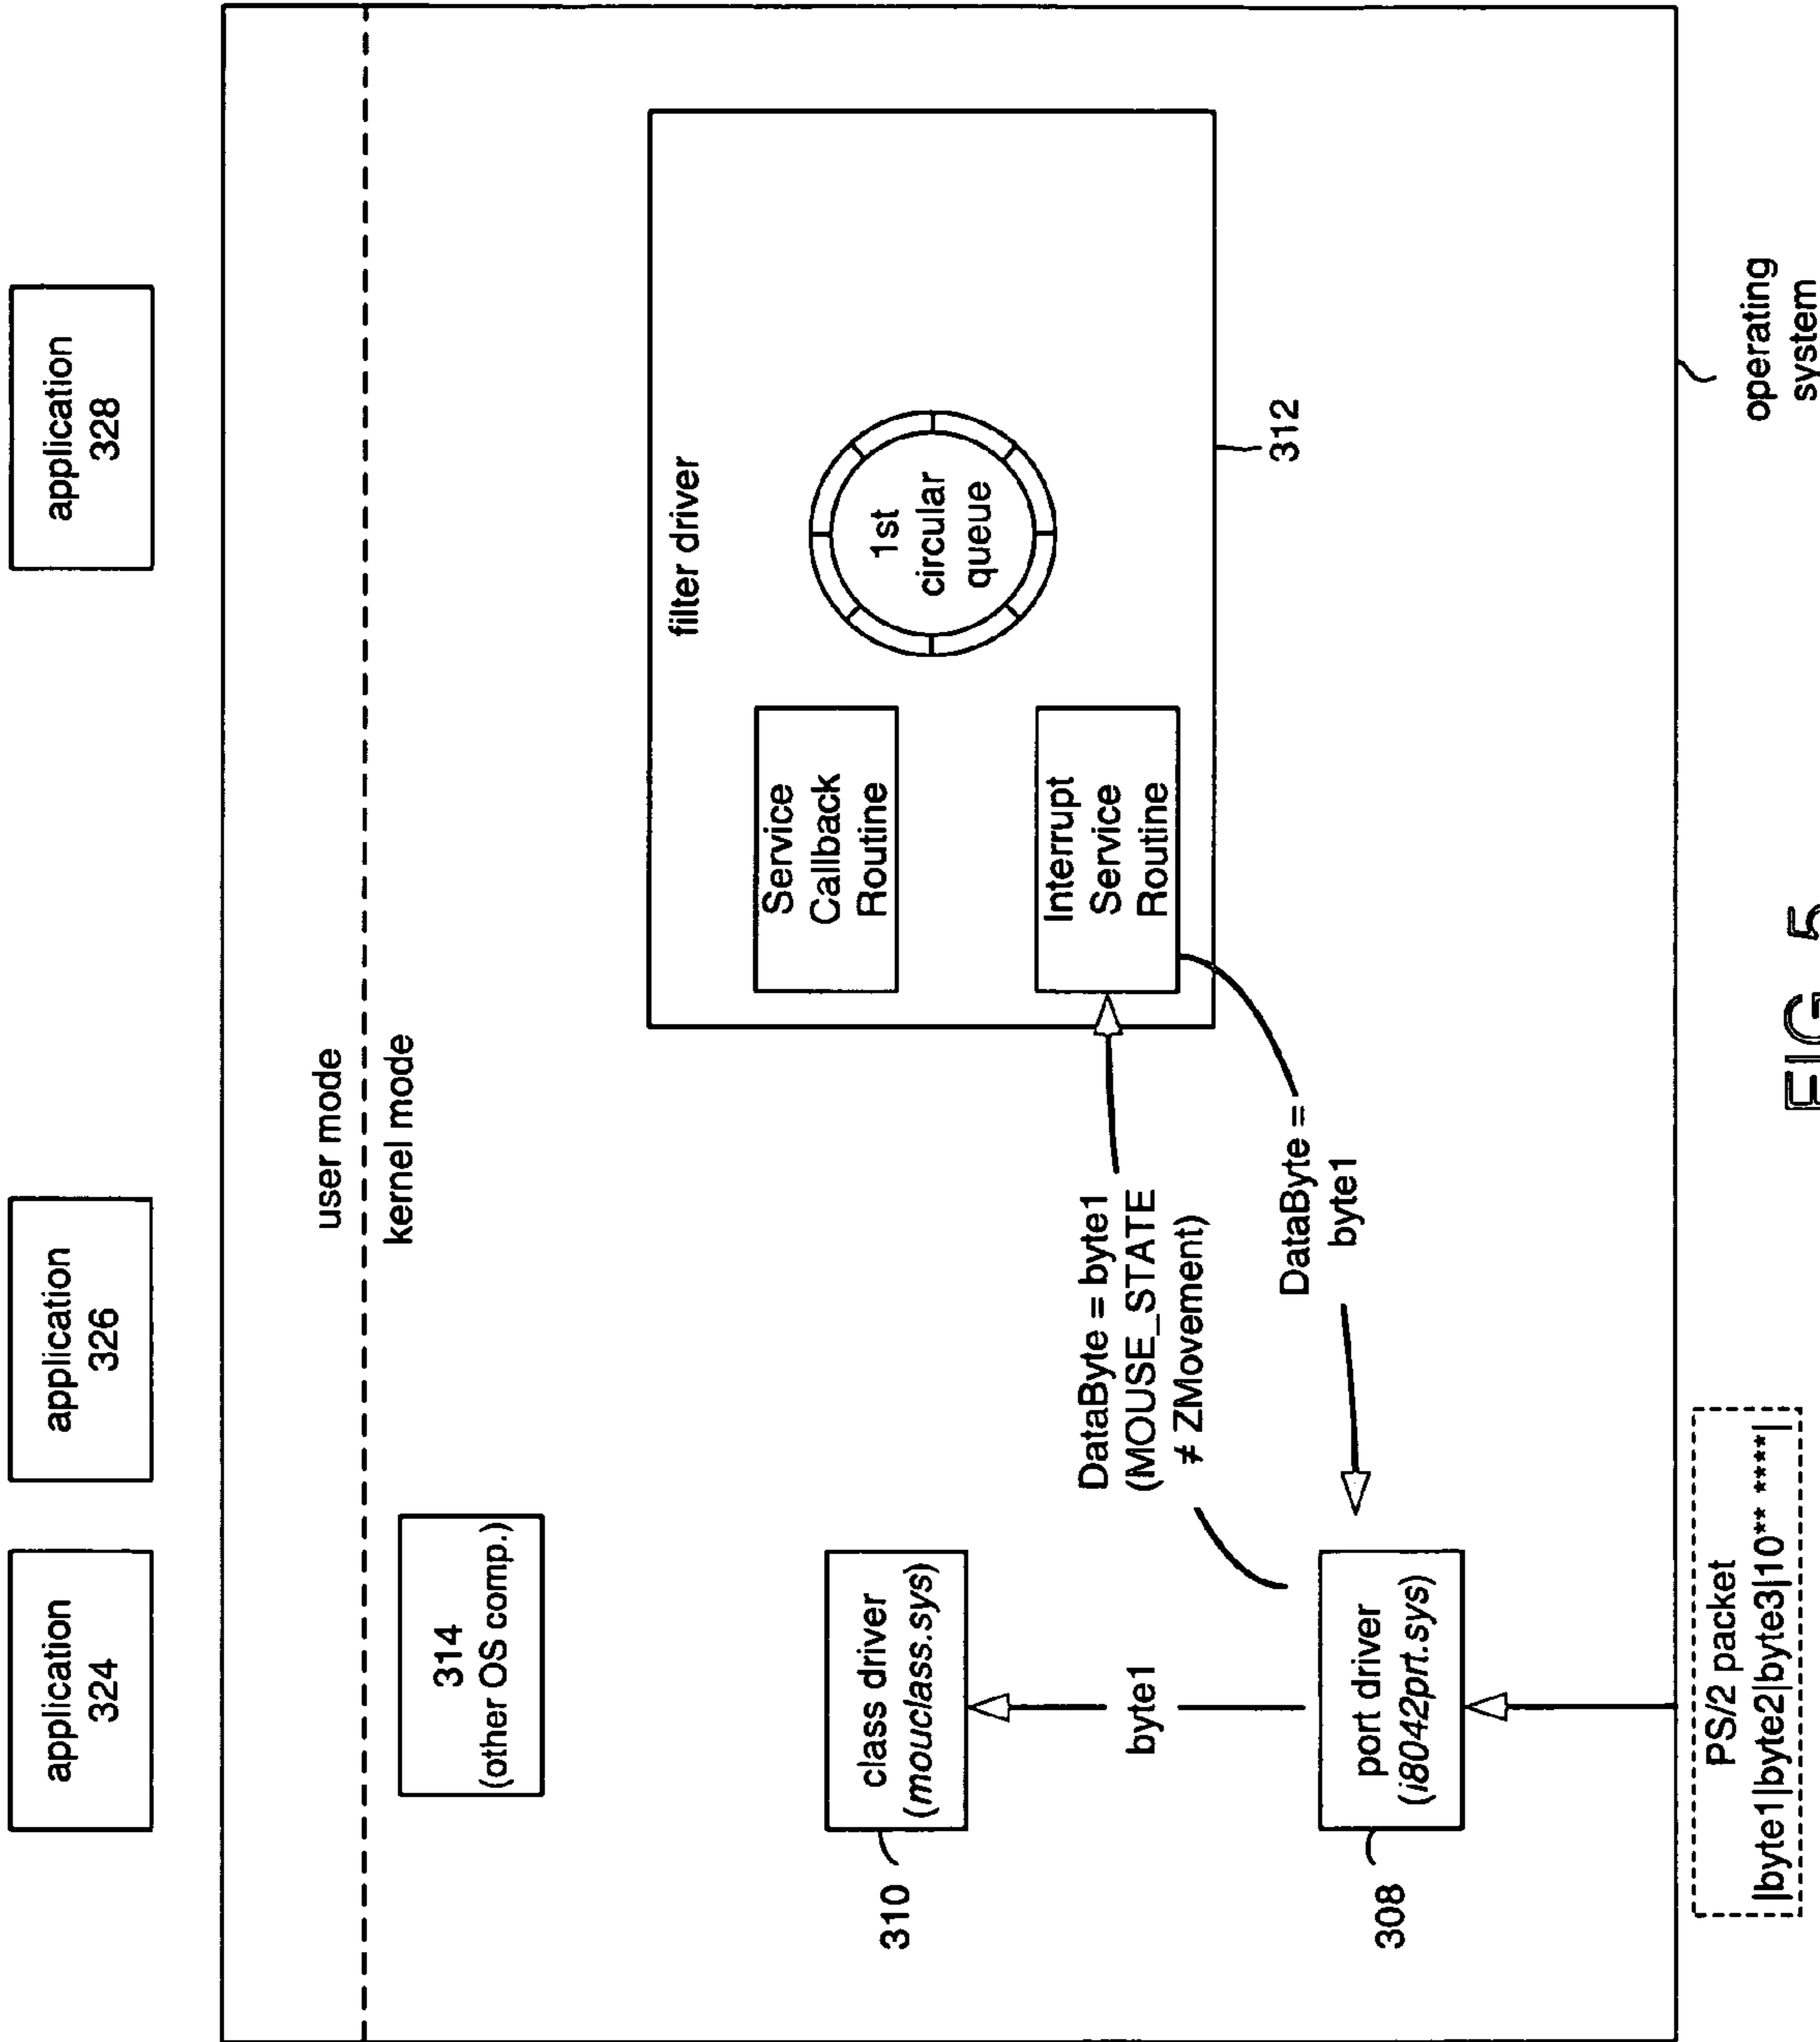 application
324
application
326
application
328
user mode
kernel mode
314
(other OS comp.)
filter driver
class driver
(mouclass.sys)
310
Service
Callback
Routine
1st
circular
queue
byte1
DataByte = byte1
(MOUSE_STATE
≠ ZMovement)
Interrupt
Service
Routine
312
DataByte =
byte1
port driver
(i8042prt.sys)
308
PS/2 packet
|byte1|byte2|byte3|10** ****|
operating
system
FIG. 5